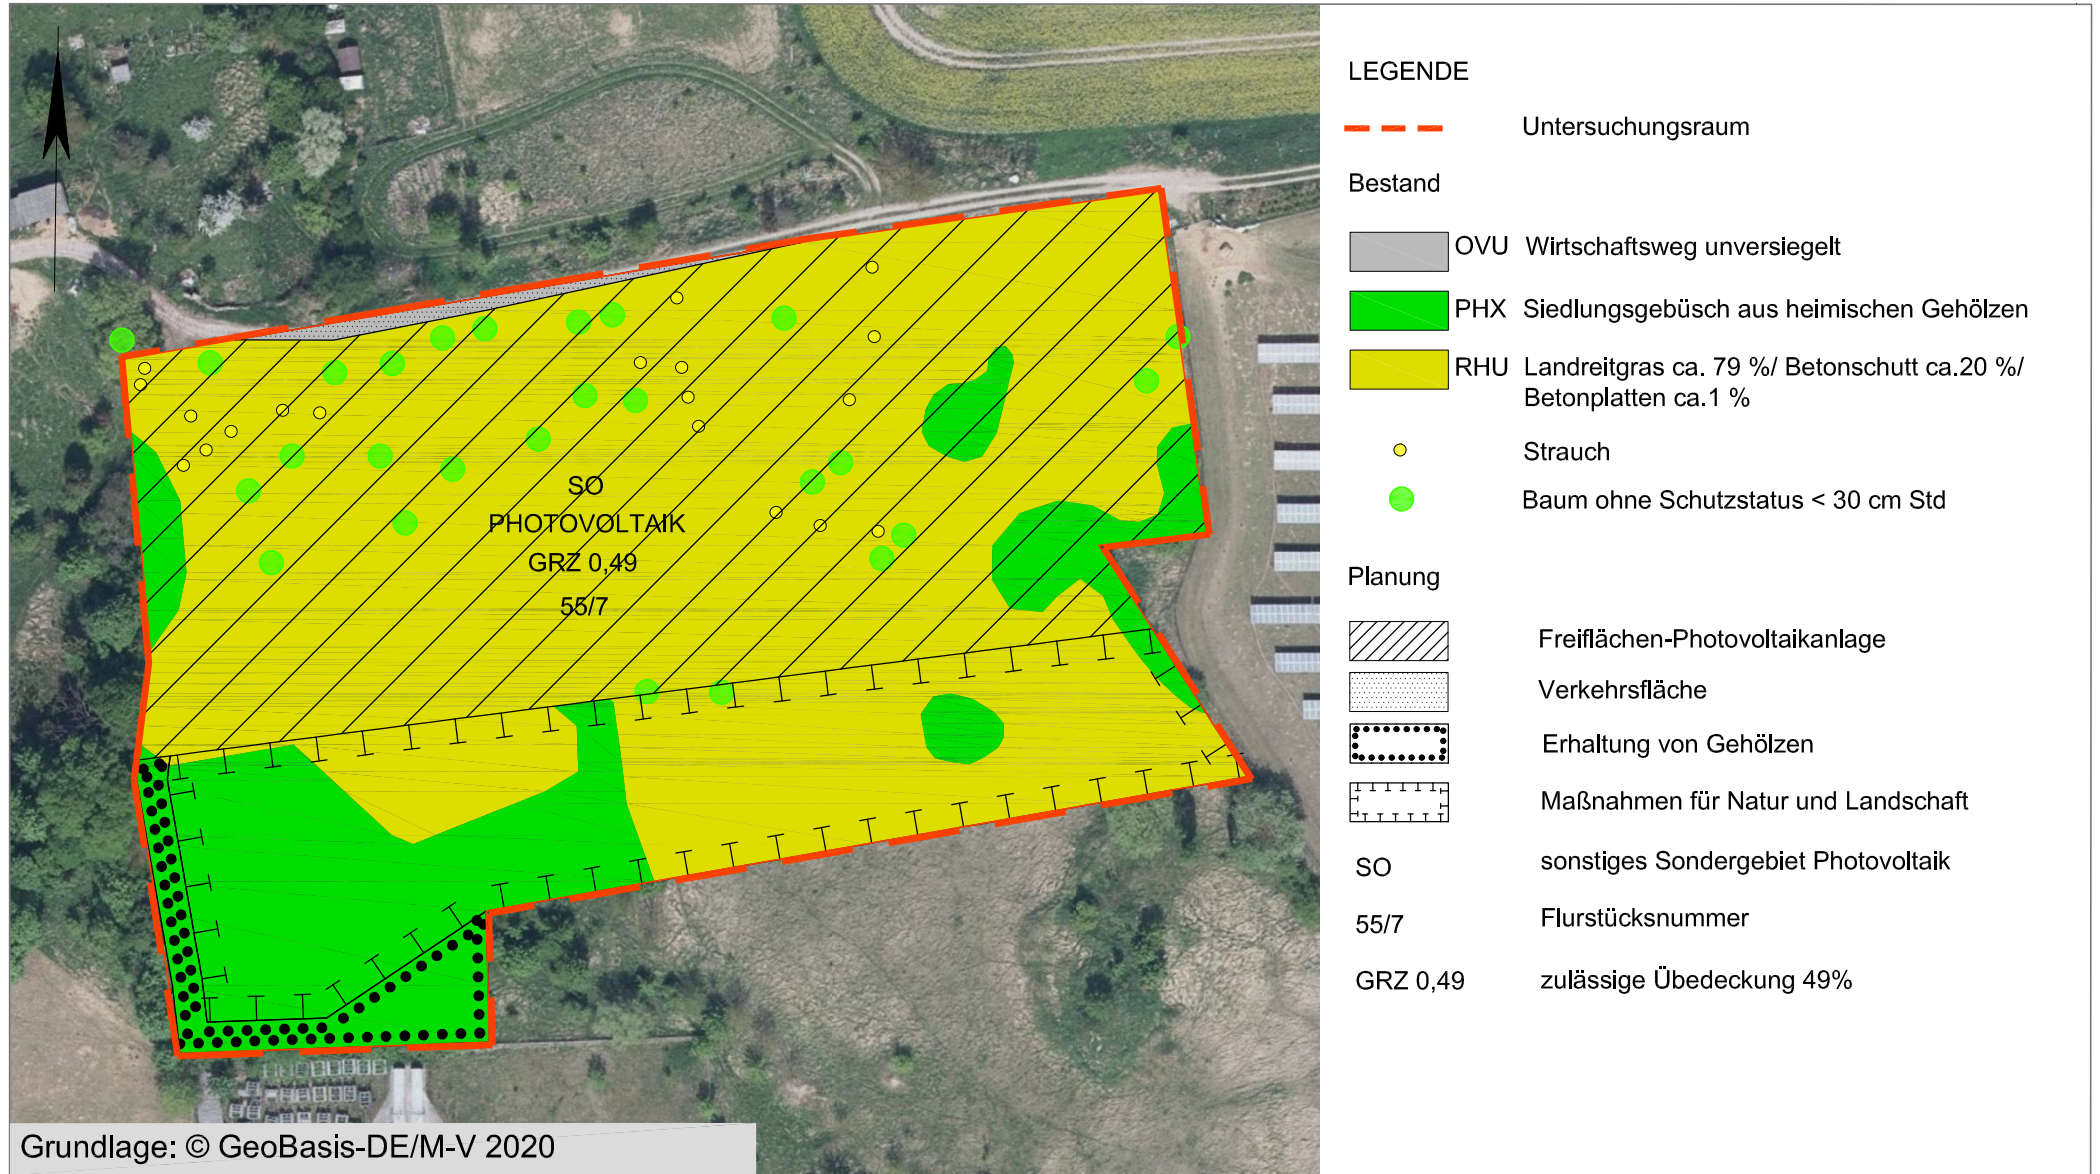 SO
PHOTOVOLTAIK
GRZ 0,49
55/7
Grundlage: © GeoBasis-DE/M-V 2020
LEGENDE
Untersuchungsraum
Bestand
OVU Wirtschaftsweg unversiegelt
PHX Siedlungsgebüsch aus heimischen Gehölzen
RHU Landreitgras ca. 79 %/ Betonschutt ca.20 %/
Betonplatten ca.1 %
Strauch
Baum ohne Schutzstatus < 30 cm Std
Planung
Freiflächen-Photovoltaikanlage
Verkehrsfläche
Erhaltung von Gehölzen
Maßnahmen für Natur und Landschaft
SO sonstiges Sondergebiet Photovoltaik
55/7 Flurstücksnummer
GRZ 0,49 zulässige Übedeckung 49%